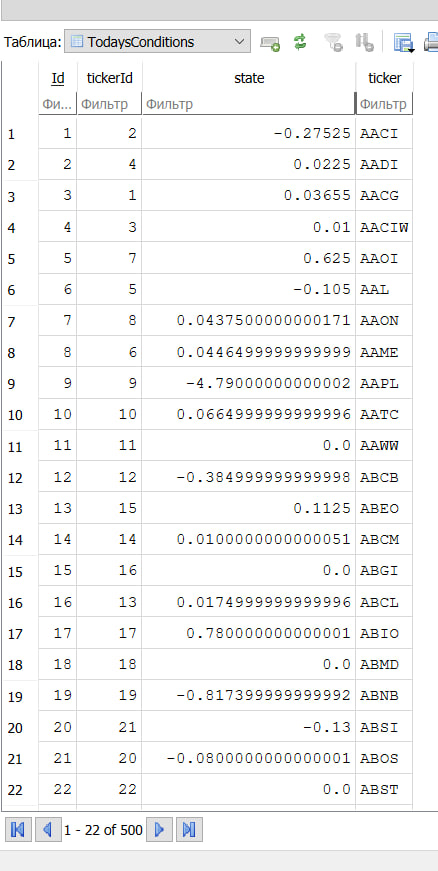 Таблица: TodaysConditions
Id tickerId state ticker
Фи... Фильтр Фильтр Фильтр
1 1 2 -0.27525 AACI
2 2 4 0.0225 AADI
3 3 1 0.03655 AACG
4 4 3 0.01 AACIW
5 5 7 0.625 AAOI
6 6 5 -0.105 AAL
7 7 8 0.0437500000000171 AAON
8 8 6 0.0446499999999999 AAME
9 9 9 -4.79000000000002 AAPL
10 10 10 0.0664999999999996 AATC
11 11 11 0.0 AAWW
12 12 12 -0.384999999999998 ABCB
13 13 15 0.1125 ABEO
14 14 14 0.0100000000000051 ABCM
15 15 16 0.0 ABGI
16 16 13 0.0174999999999996 ABCL
17 17 17 0.780000000000001 ABIO
18 18 18 0.0 ABMD
19 19 19 -0.817399999999992 ABNB
20 20 21 -0.13 ABSI
21 21 20 -0.0800000000000001 ABOS
22 22 22 0.0 ABST
1 - 22 of 500